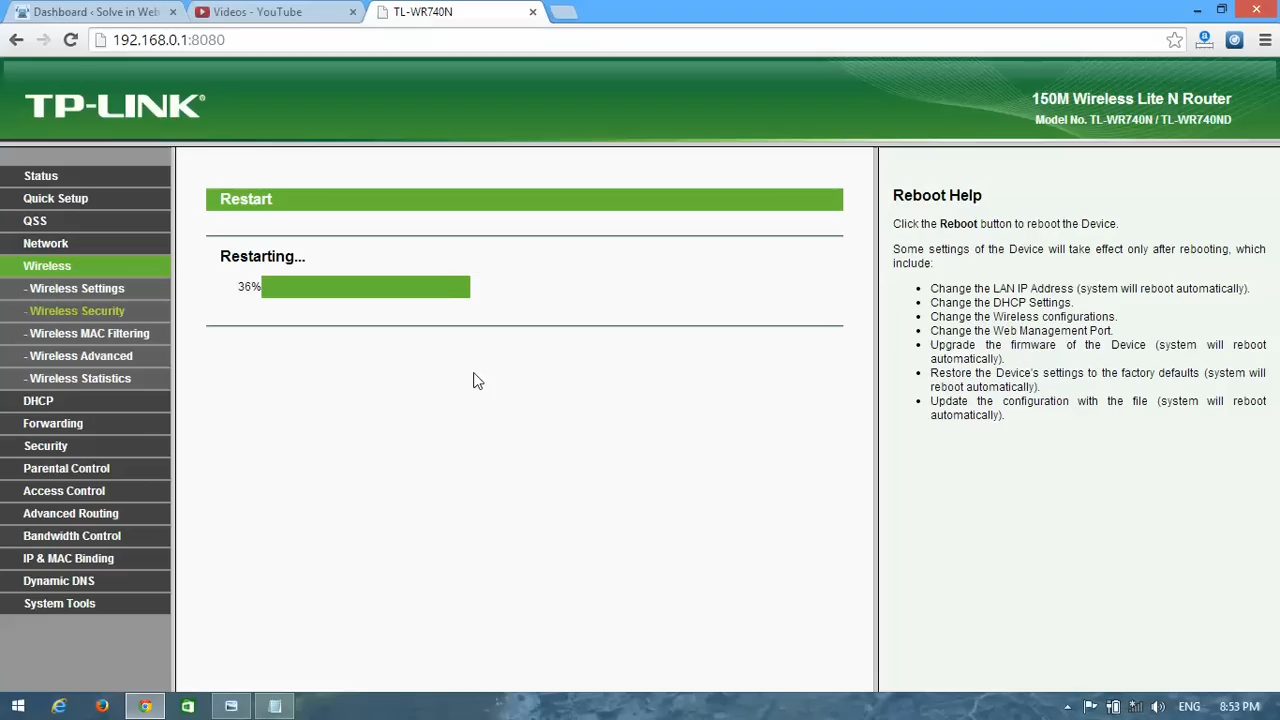 Dashboard ‹ Solve in Web
Videos - YouTube
TL-WR740N
192.168.0.1:8080
TP-LINK®
150M Wireless Lite N Router
Model No. TL-WR740N / TL-WR740ND
Status
Quick Setup
QSS
Network
Wireless
- Wireless Settings
- Wireless Security
- Wireless MAC Filtering
- Wireless Advanced
- Wireless Statistics
DHCP
Forwarding
Security
Parental Control
Access Control
Advanced Routing
Bandwidth Control
IP & MAC Binding
Dynamic DNS
System Tools
Restart
Restarting...
36%
Reboot Help
Click the Reboot button to reboot the Device.
Some settings of the Device will take effect only after rebooting, which
include:
• Change the LAN IP Address (system will reboot automatically).
• Change the DHCP Settings.
• Change the Wireless configurations.
• Change the Web Management Port.
• Upgrade the firmware of the Device (system will reboot
automatically).
• Restore the Device's settings to the factory defaults (system will
reboot automatically).
• Update the configuration with the file (system will reboot
automatically).
ENG
8:53 PM